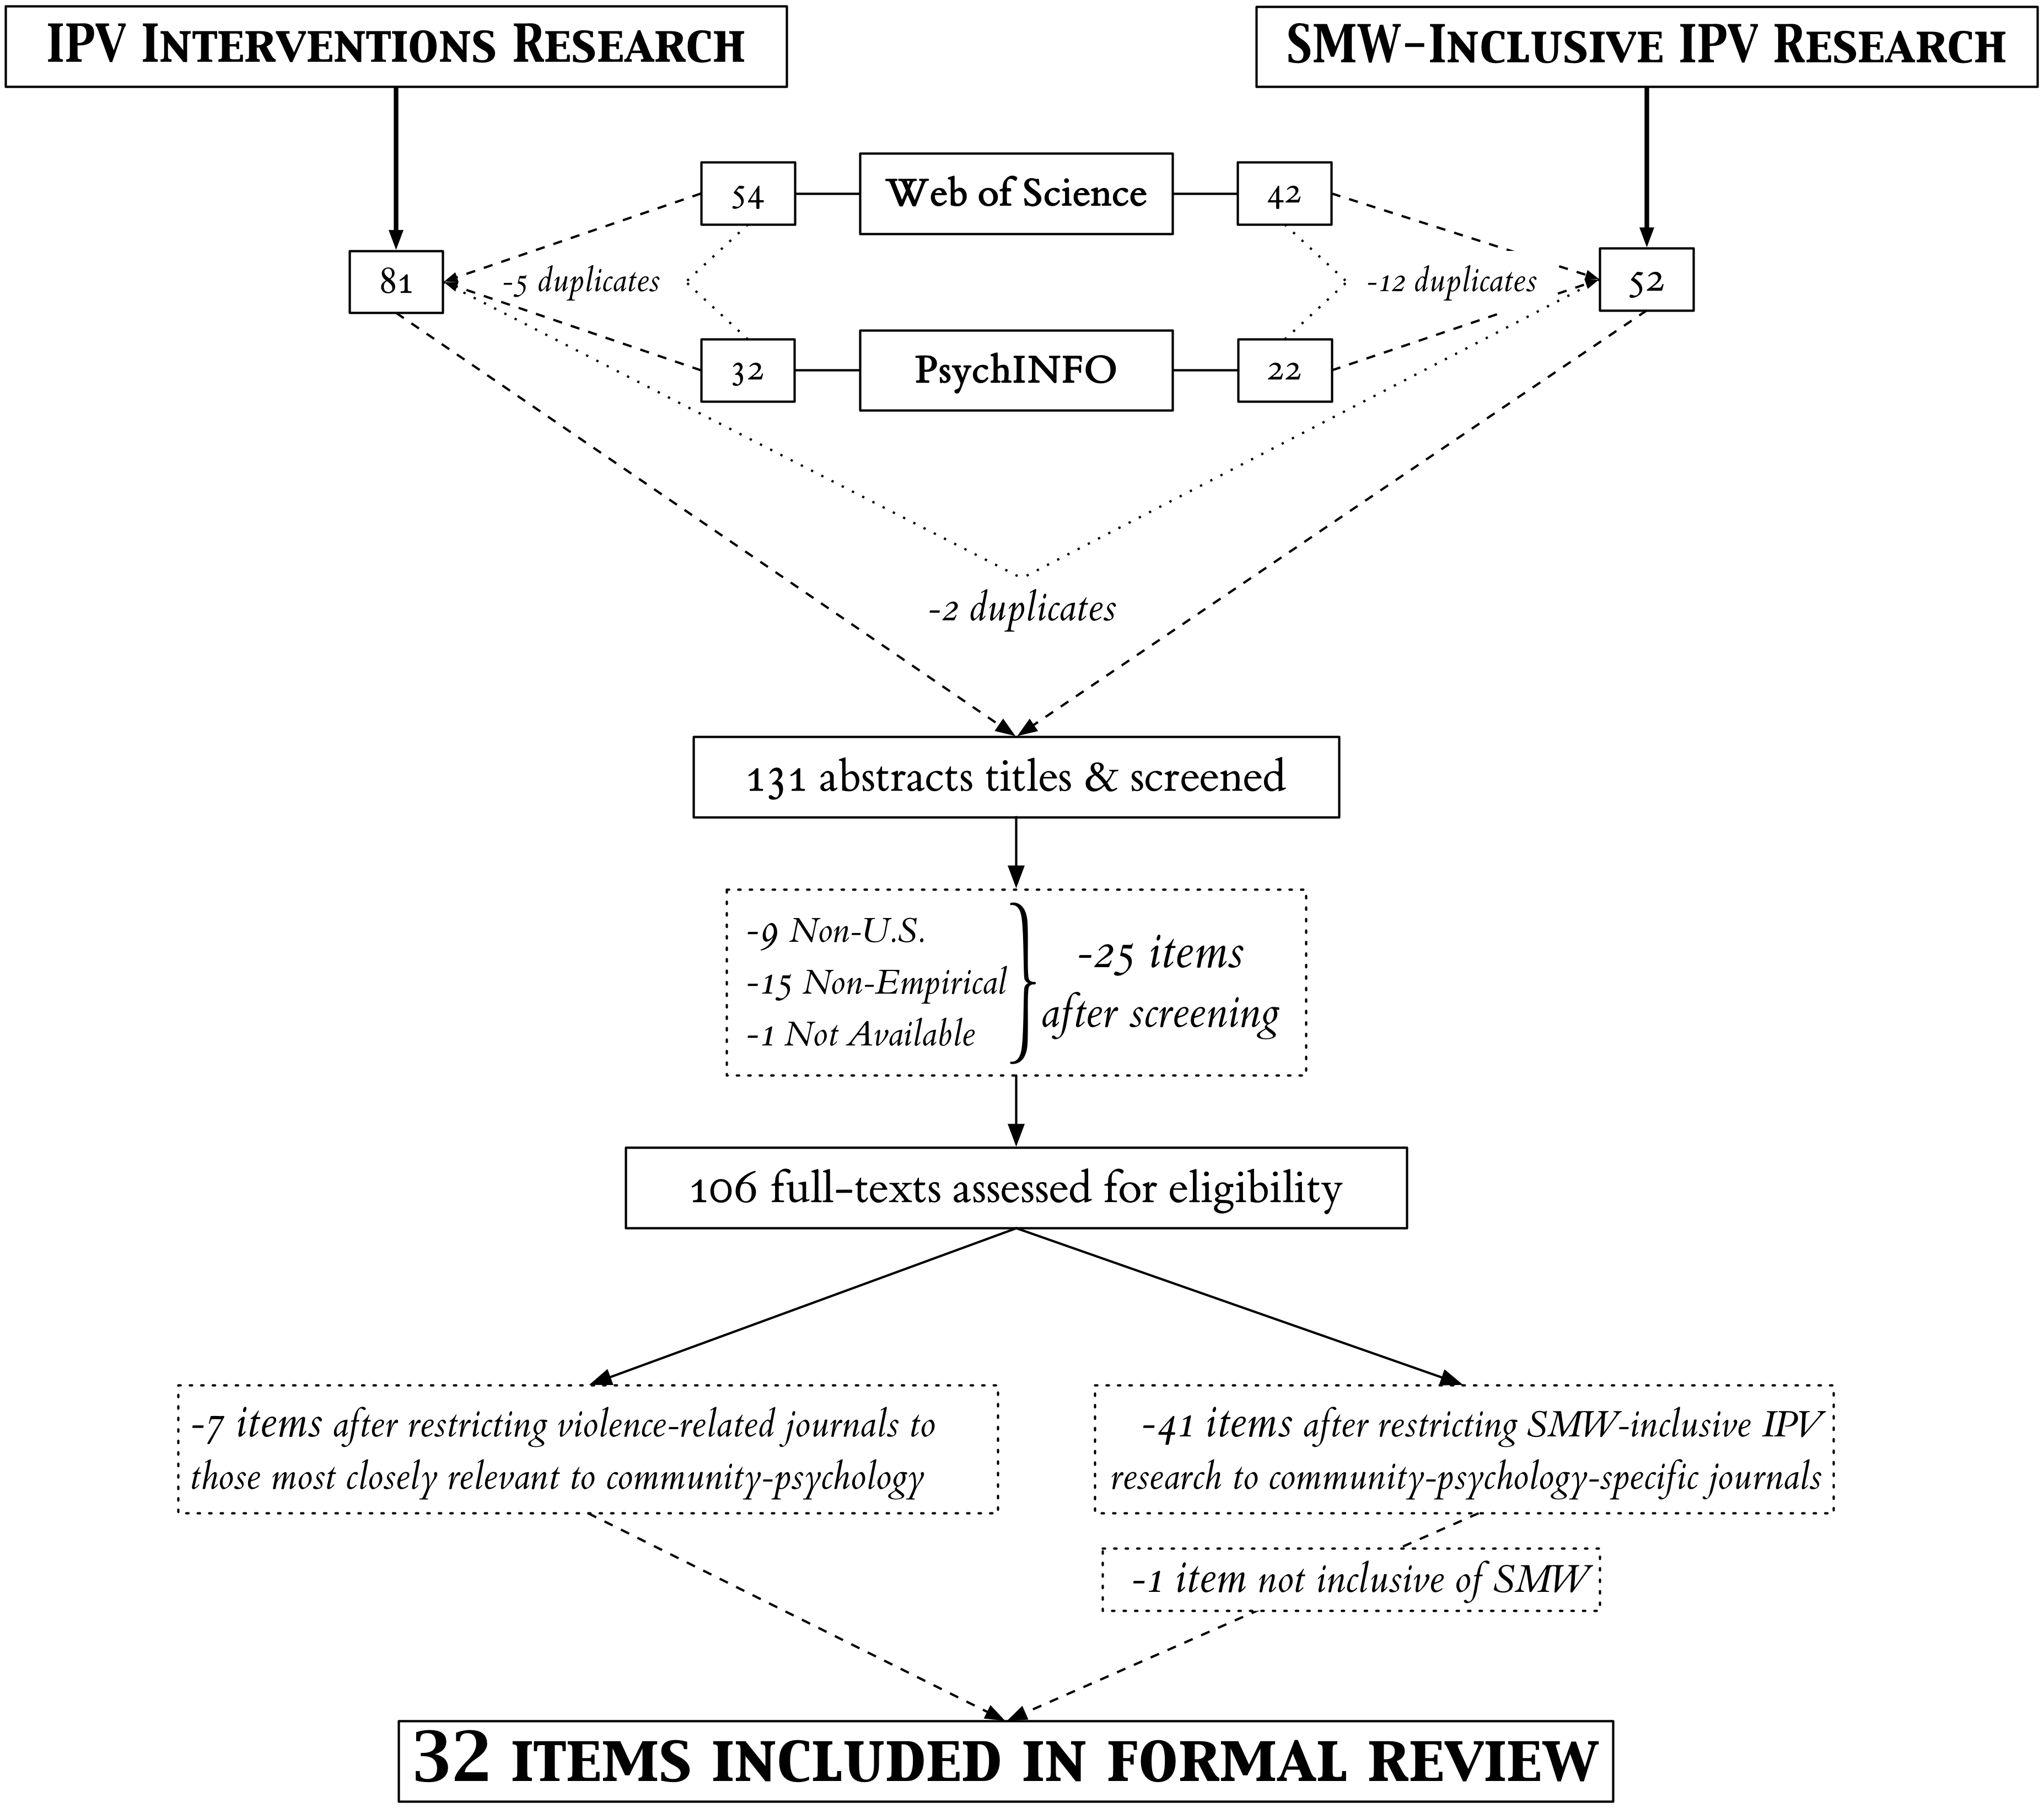 IPV Interventions Research
SMW-Inclusive IPV Research
54
Web of Science
42
81
-5 duplicates
-12 duplicates
52
32
PsychINFO
22
-2 duplicates
131 abstracts titles & screened
-9 Non-U.S.
-15 Non-Empirical
-1 Not Available
-25 items
after screening
106 full-texts assessed for eligibility
-7 items after restricting violence-related journals to
those most closely relevant to community-psychology
-41 items after restricting SMW-inclusive IPV
research to community-psychology-specific journals
-1 item not inclusive of SMW
32 items included in formal review